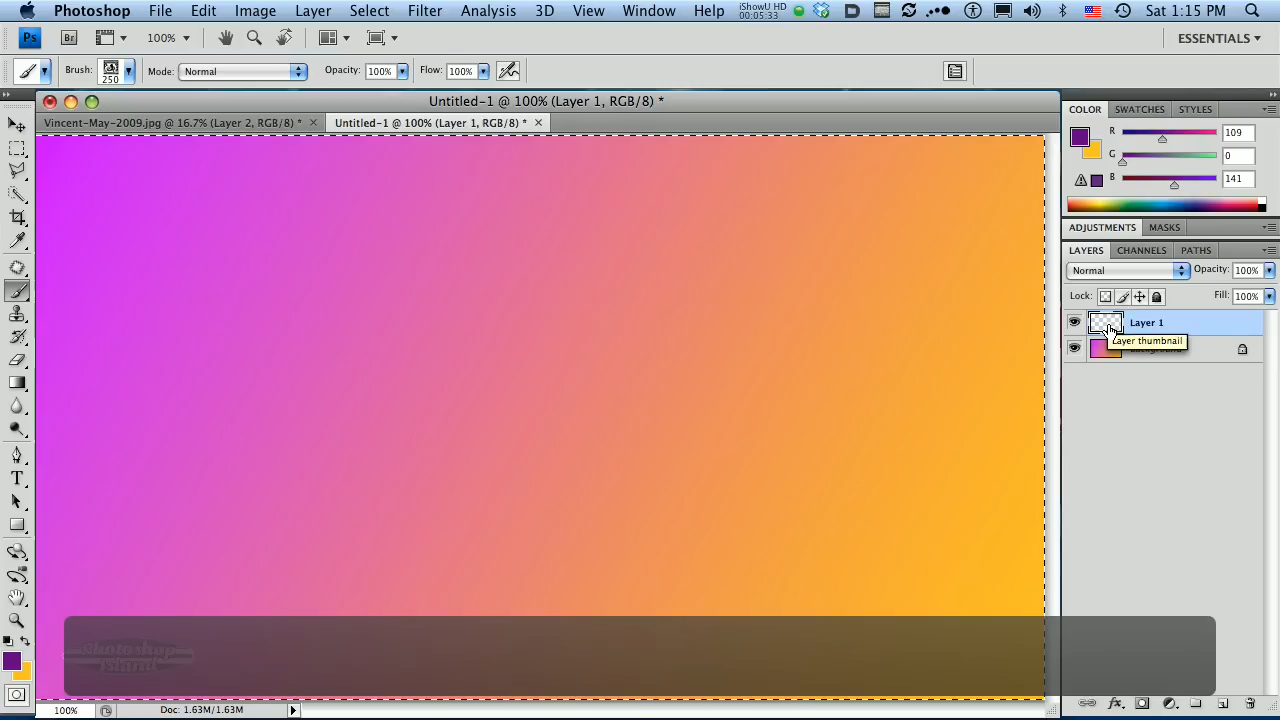 Photoshop File Edit Image Layer Select Filter Analysis 3D View Window Help iShowU HD 00:05:33 Sat 1:15 PM
Ps Br 100% ESSENTIALS
Brush: 250 Mode: Normal Opacity: 100% Flow: 100%
Untitled-1 @ 100% (Layer 1, RGB/8) *
Vincent-May-2009.jpg @ 16.7% (Layer 2, RGB/8) * Untitled-1 @ 100% (Layer 1, RGB/8) *
COLOR SWATCHES STYLES
R 109
G 0
B 141
ADJUSTMENTS MASKS
LAYERS CHANNELS PATHS
Normal Opacity: 100%
Lock: Fill: 100%
Layer 1
Layer thumbnail
T
Photoshop
Island
fx
100% Doc: 1.63M/1.63M